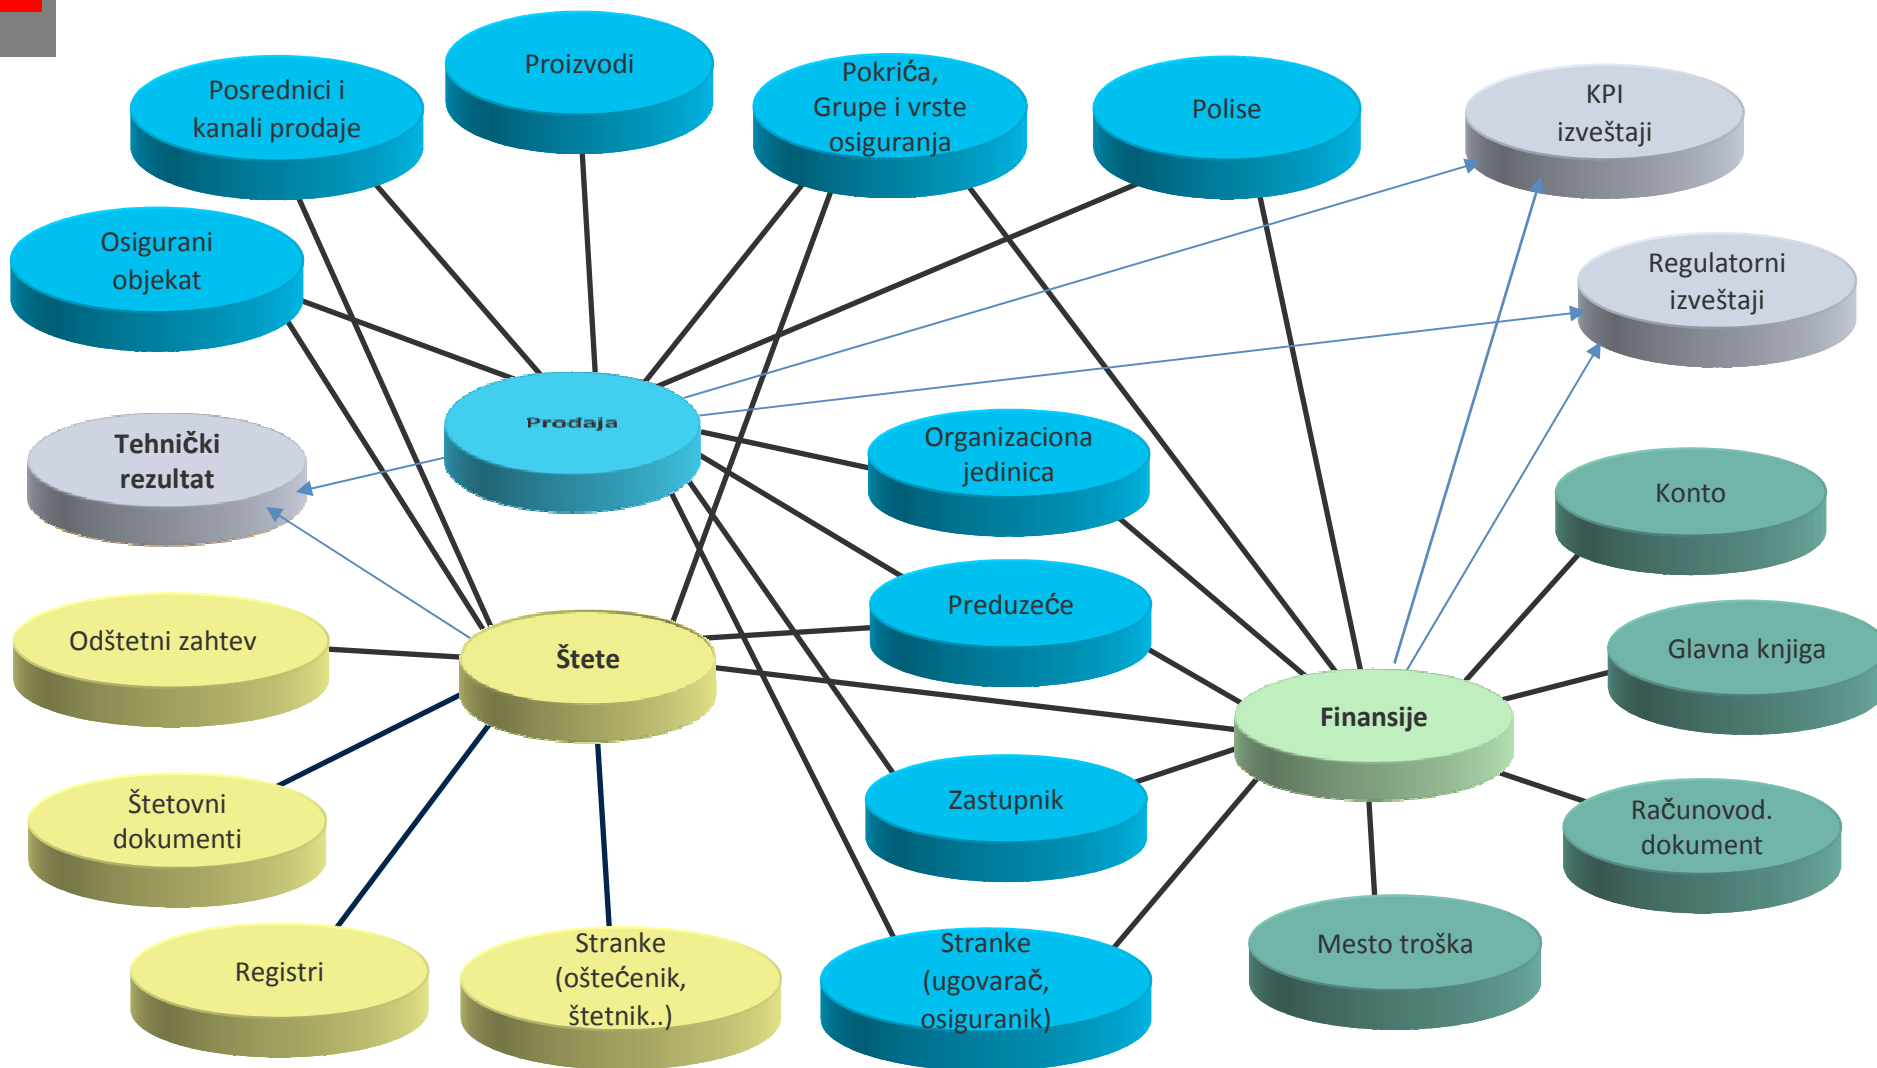 Proizvodi
Posrednici i
kanali prodaje
Pokrića,
Grupe i vrste
osiguranja
Polise
KPI
izveštaji
Osigurani
objekat
Regulatorni
izveštaji
Prodaja
Tehnički
rezultat
Organizaciona
jedinica
Konto
Preduzeće
Odštetni zahtev
Štete
Glavna knjiga
Finansije
Štetovni
dokumenti
Zastupnik
Računovod.
dokument
Registri
Stranke
(oštećenik,
štetnik..)
Stranke
(ugovarač,
osiguranik)
Mesto troška